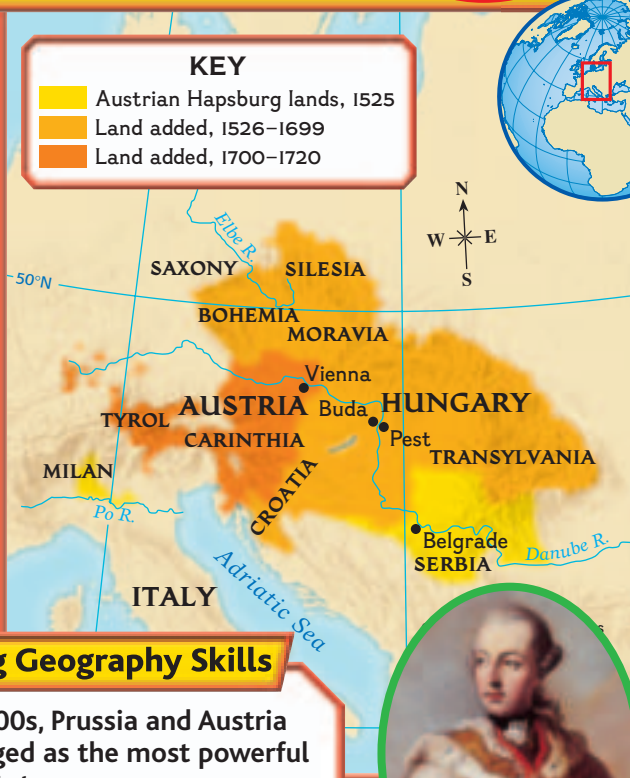 KEY
Austrian Hapsburg lands, 1525
Land added, 1526–1699
Land added, 1700–1720
N
W E
S
Elbe R.
SAXONY SILESIA
50°N
BOHEMIA
MORAVIA
Vienna
AUSTRIA Buda HUNGARY
TYROL
CARINTHIA Pest
MILAN TRANSYLVANIA
CROATIA
Po R.
Belgrade
Danube R.
SERBIA
Adriatic Sea
ITALY
g Geography Skills
00s, Prussia and Austria
ged as the most powerful